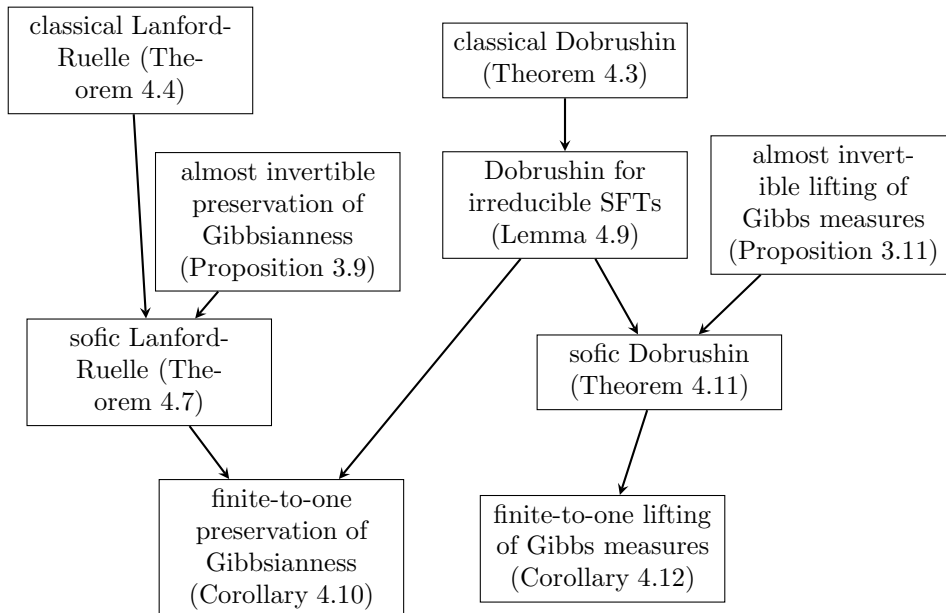 classical Lanford-
Ruelle (The-
orem 4.4)
classical Dobrushin
(Theorem 4.3)
almost invertible
preservation of
Gibbsianness
(Proposition 3.9)
Dobrushin for
irreducible SFTs
(Lemma 4.9)
almost invert-
ible lifting of
Gibbs measures
(Proposition 3.11)
sofic Lanford-
Ruelle (The-
orem 4.7)
sofic Dobrushin
(Theorem 4.11)
finite-to-one
preservation of
Gibbsianness
(Corollary 4.10)
finite-to-one lifting
of Gibbs measures
(Corollary 4.12)